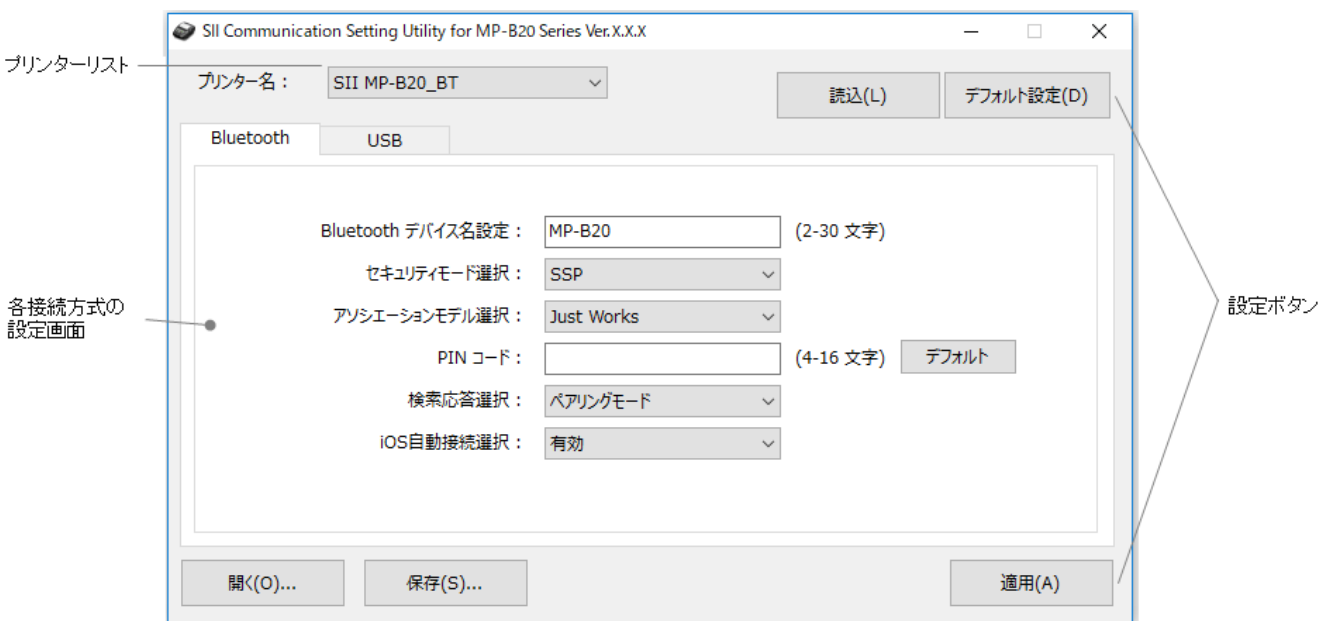 SII Communication Setting Utility for MP-B20 Series Ver.X.X.X
プリンターリスト
プリンター名：
SII MP-B20_BT
読込(L)
デフォルト設定(D)
Bluetooth
USB
Bluetooth デバイス名設定：
MP-B20
(2-30 文字)
セキュリティモード選択：
SSP
各接続方式の
設定画面
アソシエーションモデル選択：
Just Works
設定ボタン
PIN コード：
(4-16 文字)
デフォルト
検索応答選択：
ペアリングモード
iOS自動接続選択：
有効
開く(O)...
保存(S)...
適用(A)